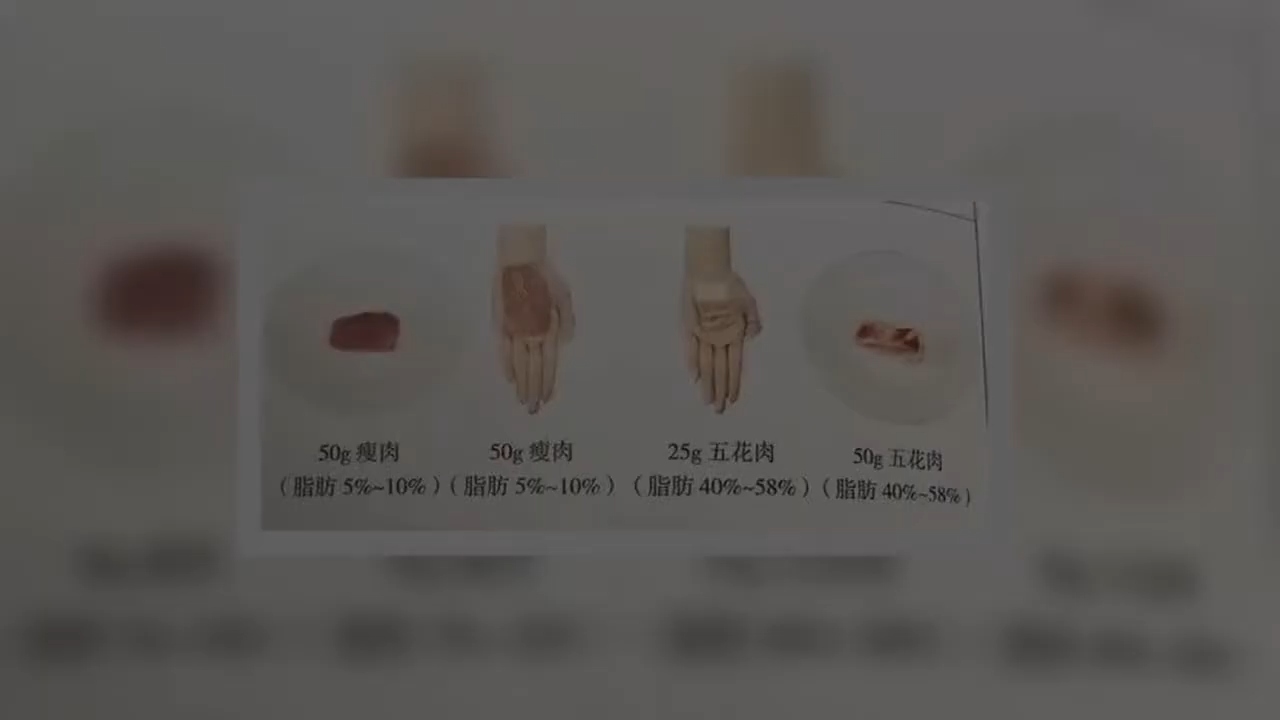 50g 瘦肉
(脂肪 5%~10%)
50g 瘦肉
(脂肪 5%~10%)
25g 五花肉
(脂肪 40%~58%)
50g 五花肉
(脂肪 40%~58%)